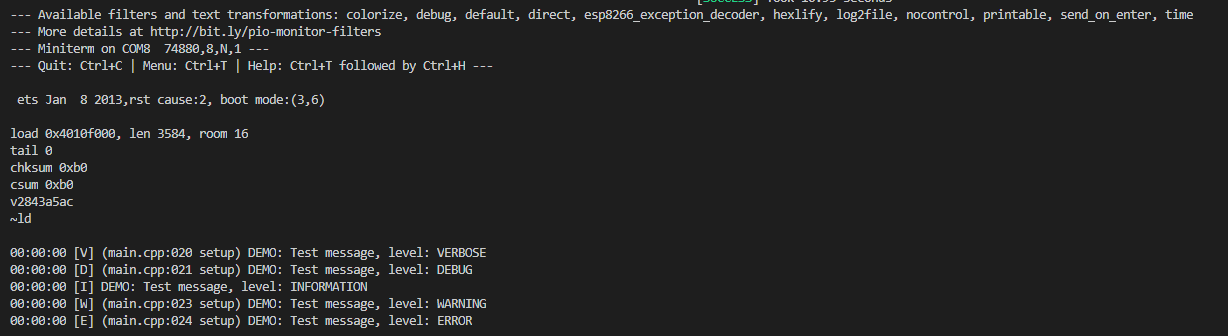 [SUCCESS] Took 10.95 seconds
--- Available filters and text transformations: colorize, debug, default, direct, esp8266_exception_decoder, hexlify, log2file, nocontrol, printable, send_on_enter, time
--- More details at http://bit.ly/pio-monitor-filters
--- Miniterm on COM8  74880,8,N,1 ---
--- Quit: Ctrl+C | Menu: Ctrl+T | Help: Ctrl+T followed by Ctrl+H ---
ets Jan  8 2013,rst cause:2, boot mode:(3,6)
load 0x4010f000, len 3584, room 16
tail 0
chksum 0xb0
csum 0xb0
v2843a5ac
~ld
00:00:00 [V] (main.cpp:020 setup) DEMO: Test message, level: VERBOSE
00:00:00 [D] (main.cpp:021 setup) DEMO: Test message, level: DEBUG
00:00:00 [I] DEMO: Test message, level: INFORMATION
00:00:00 [W] (main.cpp:023 setup) DEMO: Test message, level: WARNING
00:00:00 [E] (main.cpp:024 setup) DEMO: Test message, level: ERROR